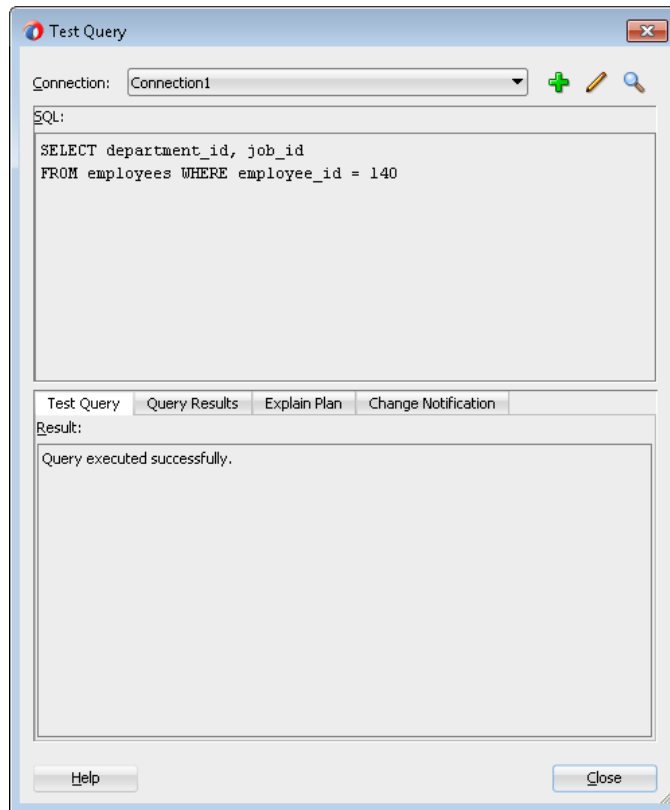 Test Query
Connection: Connection1
SQL:
SELECT department_id, job_id
FROM employees WHERE employee_id = 140
Test Query Query Results Explain Plan Change Notification
Result:
Query executed successfully.
Help Close